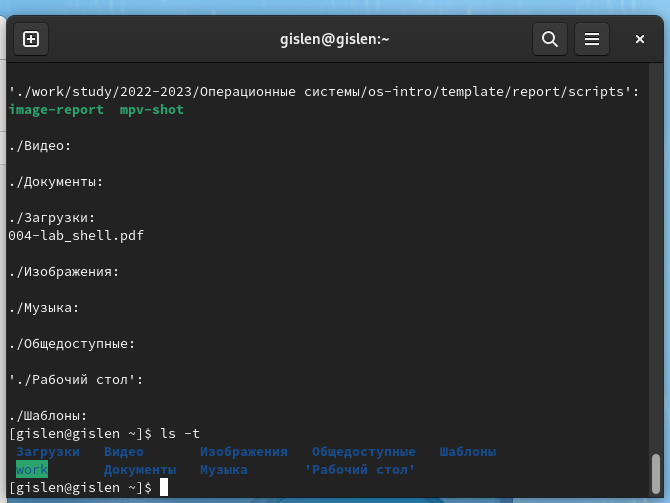 gislen@gislen:~
'./work/study/2022-2023/Операционные системы/os-intro/template/report/scripts':
image-report  mpv-shot
./Видео:
./Документы:
./Загрузки:
004-lab_shell.pdf
./Изображения:
./Музыка:
./Общедоступные:
'./Рабочий стол':
./Шаблоны:
[gislen@gislen ~]$ ls -t
Загрузки   Видео       Изображения   Общедоступные   Шаблоны
work       Документы   Музыка       'Рабочий стол'
[gislen@gislen ~]$